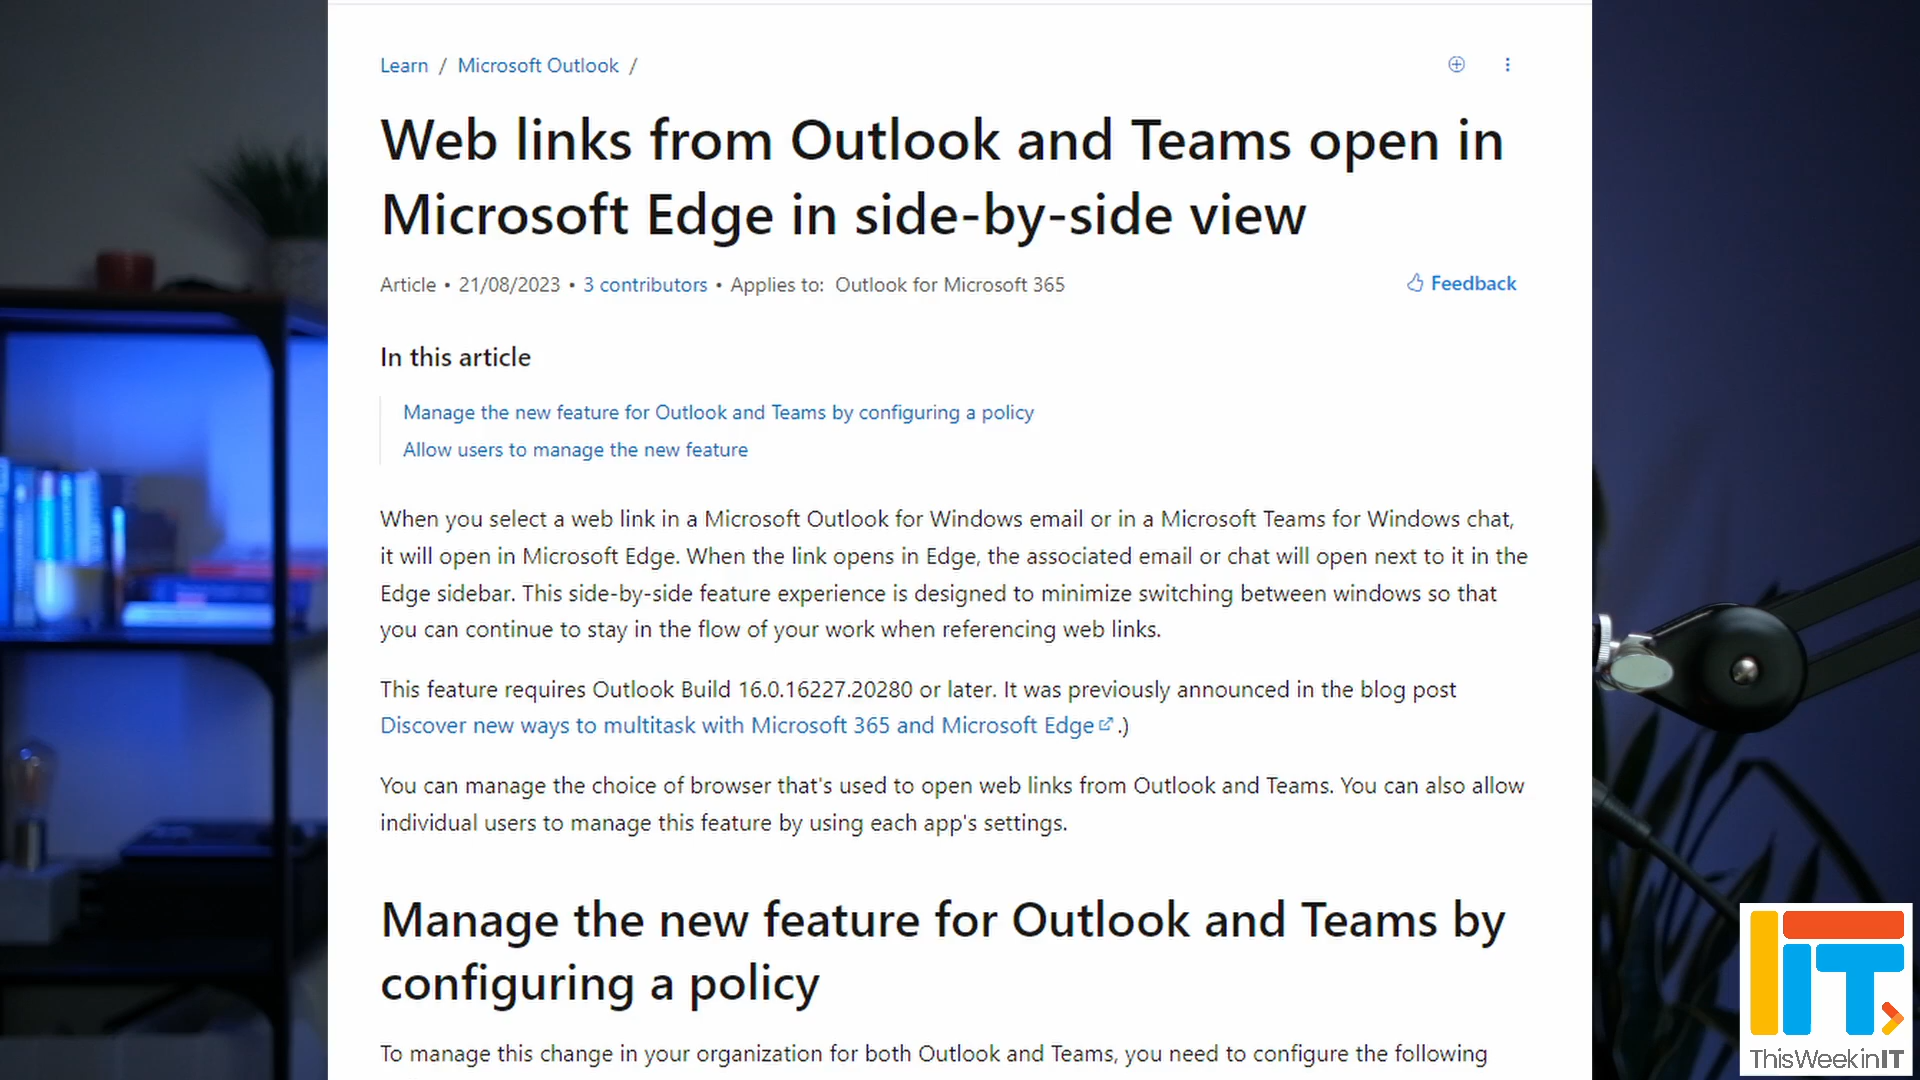 Learn / Microsoft Outlook /
Web links from Outlook and Teams open in
Microsoft Edge in side-by-side view
Article • 21/08/2023 • 3 contributors • Applies to: Outlook for Microsoft 365
Feedback
In this article
Manage the new feature for Outlook and Teams by configuring a policy
Allow users to manage the new feature
When you select a web link in a Microsoft Outlook for Windows email or in a Microsoft Teams for Windows chat,
it will open in Microsoft Edge. When the link opens in Edge, the associated email or chat will open next to it in the
Edge sidebar. This side-by-side feature experience is designed to minimize switching between windows so that
you can continue to stay in the flow of your work when referencing web links.
This feature requires Outlook Build 16.0.16227.20280 or later. It was previously announced in the blog post
Discover new ways to multitask with Microsoft 365 and Microsoft Edge .)
You can manage the choice of browser that's used to open web links from Outlook and Teams. You can also allow
individual users to manage this feature by using each app's settings.
Manage the new feature for Outlook and Teams by
configuring a policy
To manage this change in your organization for both Outlook and Teams, you need to configure the following
IT
ThisWeekinIT